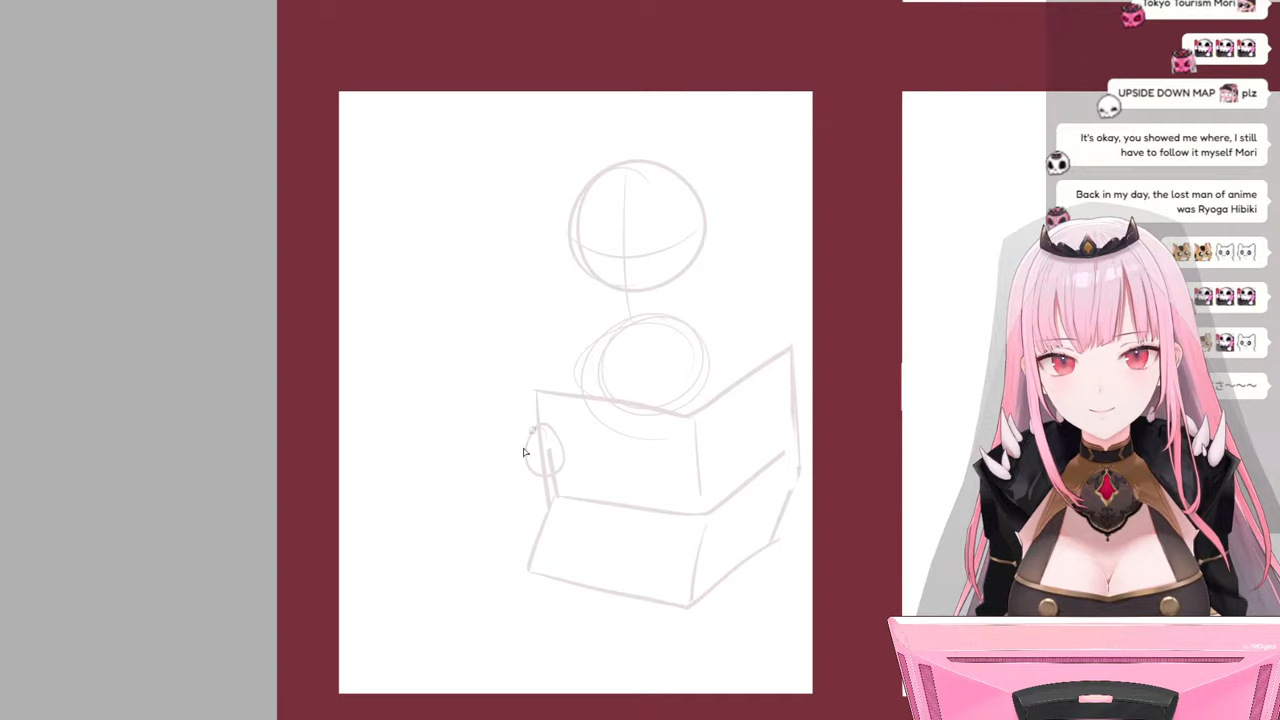 Tokyo Tourism Mori
UPSIDE DOWN MAP plz
It's okay, you showed me where, I still
have to follow it myself Mori
Back in my day, the lost man of anime
was Ryoga Hibiki
さ～～～